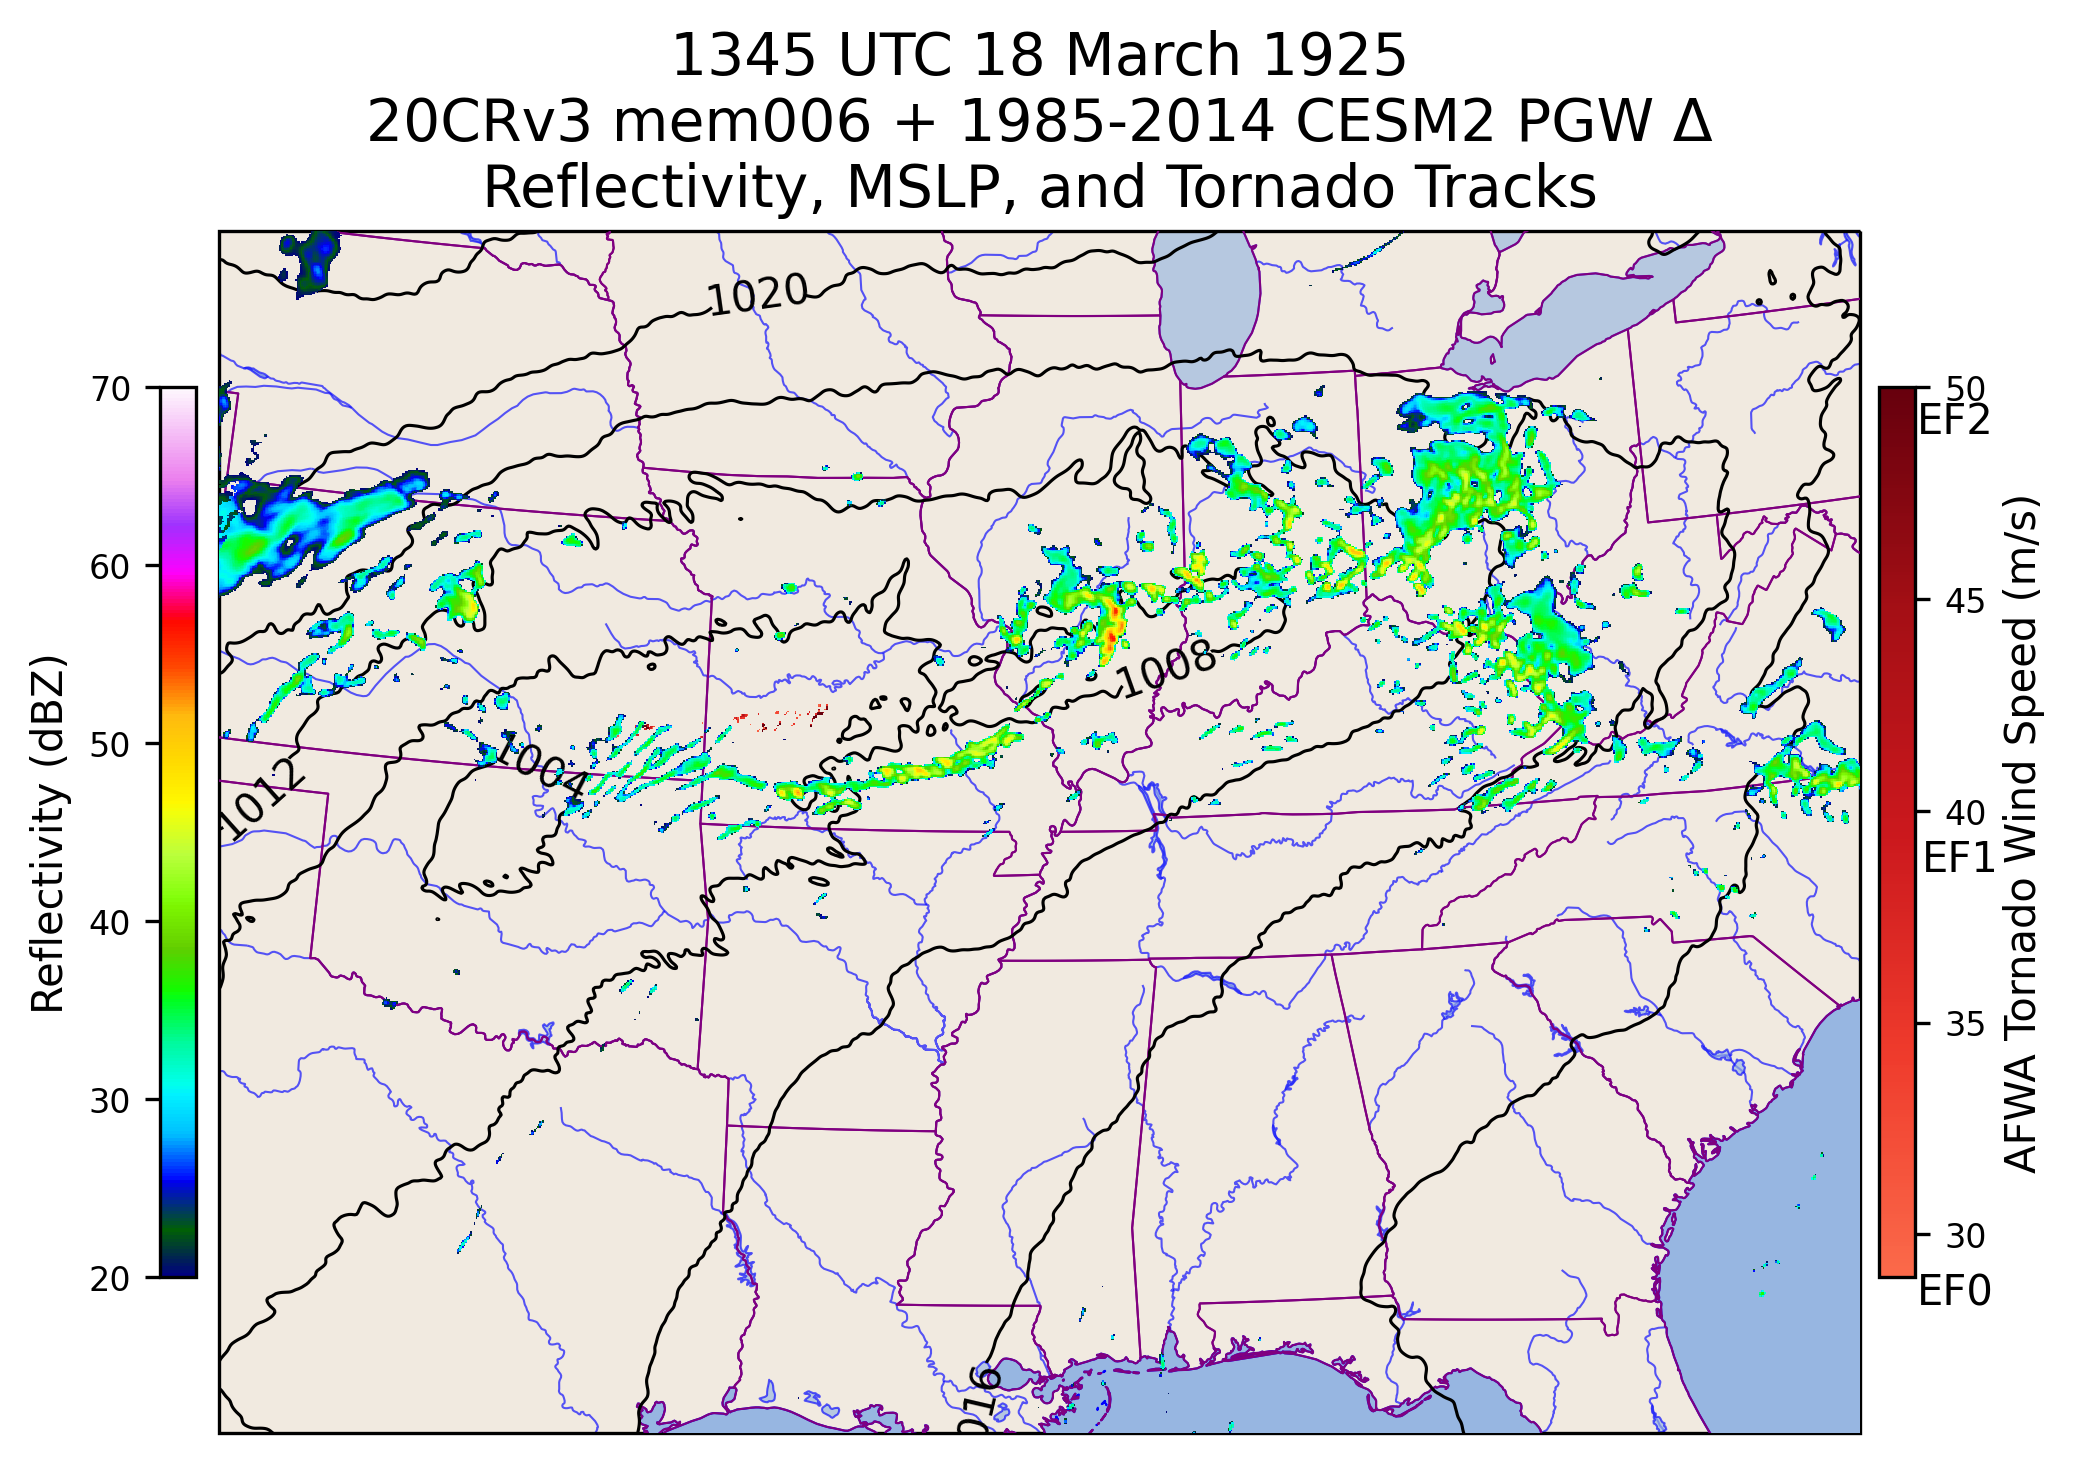 1345 UTC 18 March 1925
20CRv3 mem006 + 1985-2014 CESM2 PGW Δ
Reflectivity, MSLP, and Tornado Tracks
1020
1008
1004
1012
016
70
60
50
40
30
20
Reflectivity (dBZ)
50
EF2
45
40
EF1
35
30
EF0
AFWA Tornado Wind Speed (m/s)